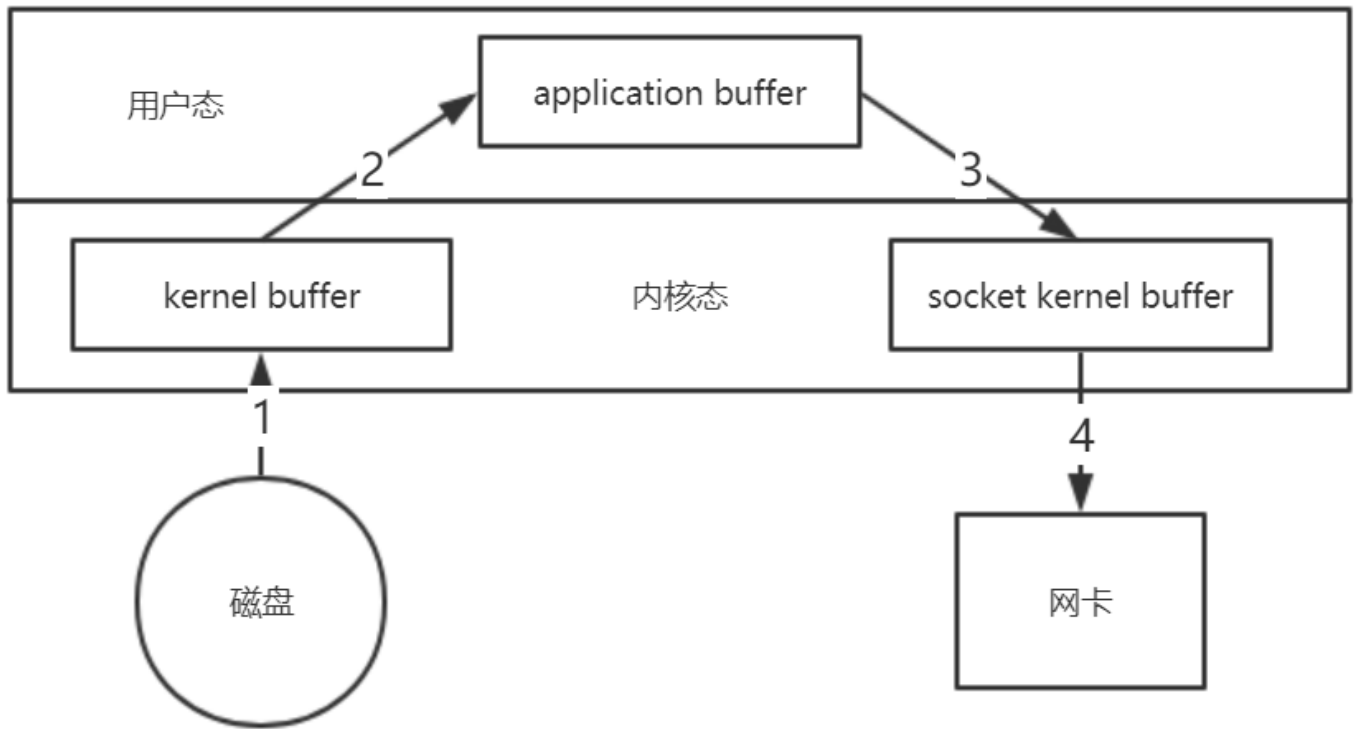 application buffer
用户态
2
3
kernel buffer
内核态
socket kernel buffer
1
4
磁盘
网卡